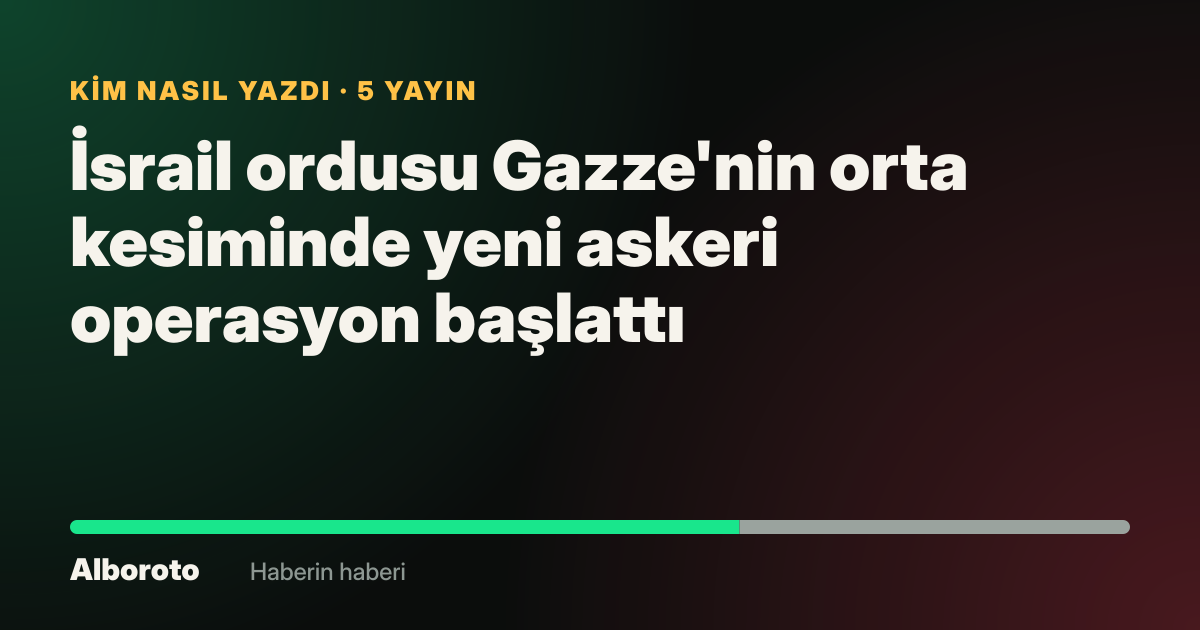 KİM NASIL YAZDI · 5 YAYIN
İsrail ordusu Gazze'nin orta
kesiminde yeni askeri
operasyon başlattı
Alboroto Haberin haberi